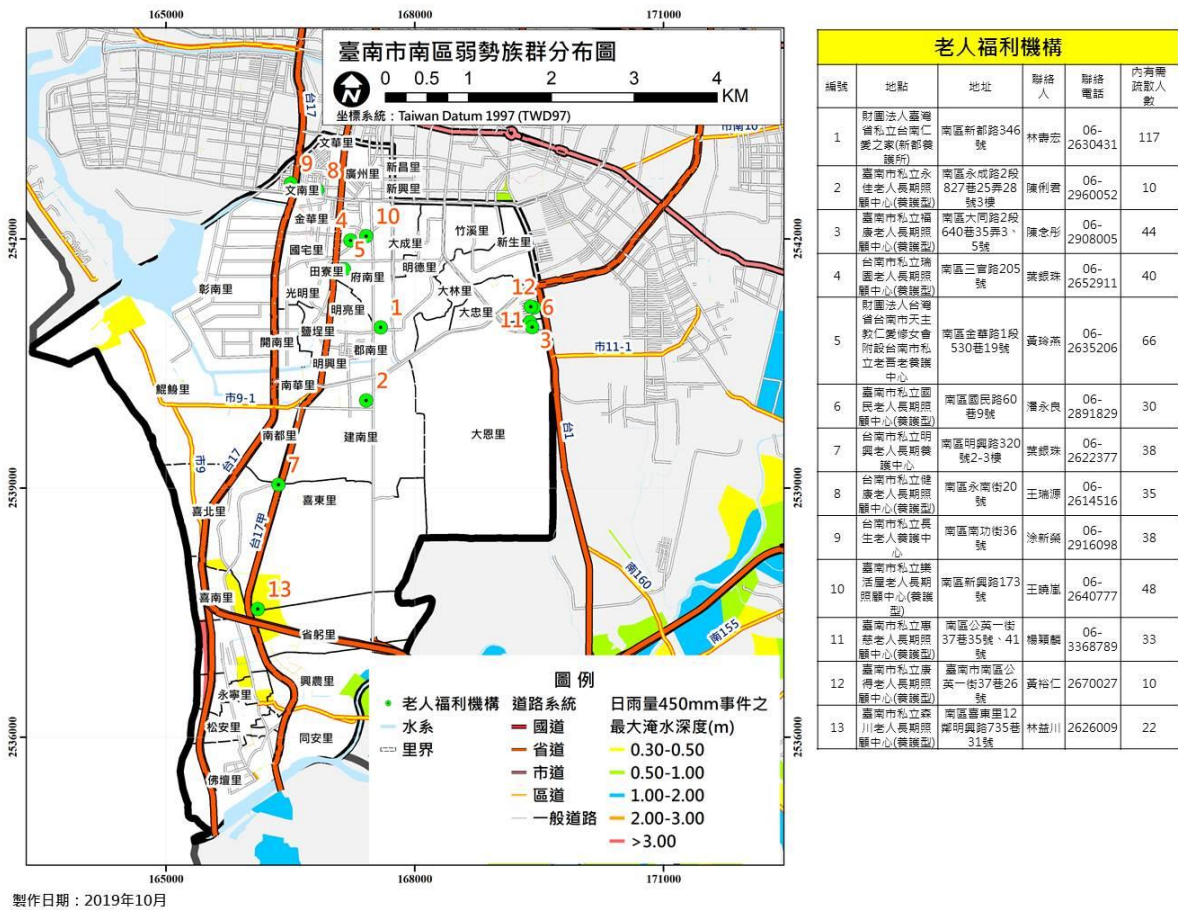 165000
168000
171000
臺南市南區弱勢族群分布圖
0 0.5 1 2 3 4
KM
坐標系統：Taiwan Datum 1997 (TWD97)
N
台17
市南10
文華里
9
8
廣州里
新昌里
文南里
新興里
金華里
4
10
竹溪里
2542000
2542000
國宅里
5
大成里
新生里
田寮里
府南里
明德里
彰南里
光明里
大林里
12
明亮里
1
大忠里
6
鹽埕里
11
開南里
郡南里
3
明興里
市11-1
鯤鯓里
南華里
2
市9-1
台1
南都里
建南里
大恩里
市9
台17
7
2539000
2539000
喜東里
喜北里
台17甲
南160
13
喜南里
省躬里
南155
興農里
永寧里
松安里
同安里
2536000
2536000
佛壇里
圖例
老人福利機構
水系
里界
道路系統
國道
省道
市道
區道
一般道路
日雨量450mm事件之
最大淹水深度(m)
0.30-0.50
0.50-1.00
1.00-2.00
2.00-3.00
>3.00
165000
168000
171000
製作日期：2019年10月
老人福利機構
編號 地點 地址 聯絡人 聯絡電話 內有需疏散人數
1 財團法人臺灣省私立台南仁愛之家(新都養護所) 南區新都路346號 林壽宏 06-2630431 117
2 臺南市私立永佳老人長期照顧中心(養護型) 南區永成路2段827巷25弄28號3樓 陳俐君 06-2960052 10
3 臺南市私立福康老人長期照顧中心(養護型) 南區大同路2段640巷35弄3、5號 陳念彤 06-2908005 44
4 台南市私立瑞園老人長期照顧中心(養護型) 南區三官路205號 葉銀珠 06-2652911 40
5 財團法人台灣省台南市天主教仁愛修女會附設台南市私立老吾老養護中心 南區金華路1段530巷19號 黃玲燕 06-2635206 66
6 臺南市私立國民老人長期照顧中心(養護型) 南區國民路60巷9號 潘永良 06-2891829 30
7 台南市私立明興老人長期養護中心 南區明興路320號2-3樓 葉銀珠 06-2622377 38
8 台南市私立健康老人長期照顧中心(養護型) 南區永南街20號 王瑞源 06-2614516 35
9 台南市私立長生老人養護中心 南區南功街36號 涂新榮 06-2916098 38
10 臺南市私立樂活屋老人長期照顧中心(養護型) 南區新興路173號 王曉嵐 06-2640777 48
11 臺南市私立惠慈老人長期照顧中心(養護型) 南區公英一街37巷35號、41號 楊穎麟 06-3368789 33
12 臺南市私立康得老人長期照顧中心(養護型) 臺南市南區公英一街37巷26號 黃裕仁 2670027 10
13 臺南市私立森川老人長期照顧中心(養護型) 南區喜東里12鄰明興路735巷31號 林益川 2626009 22